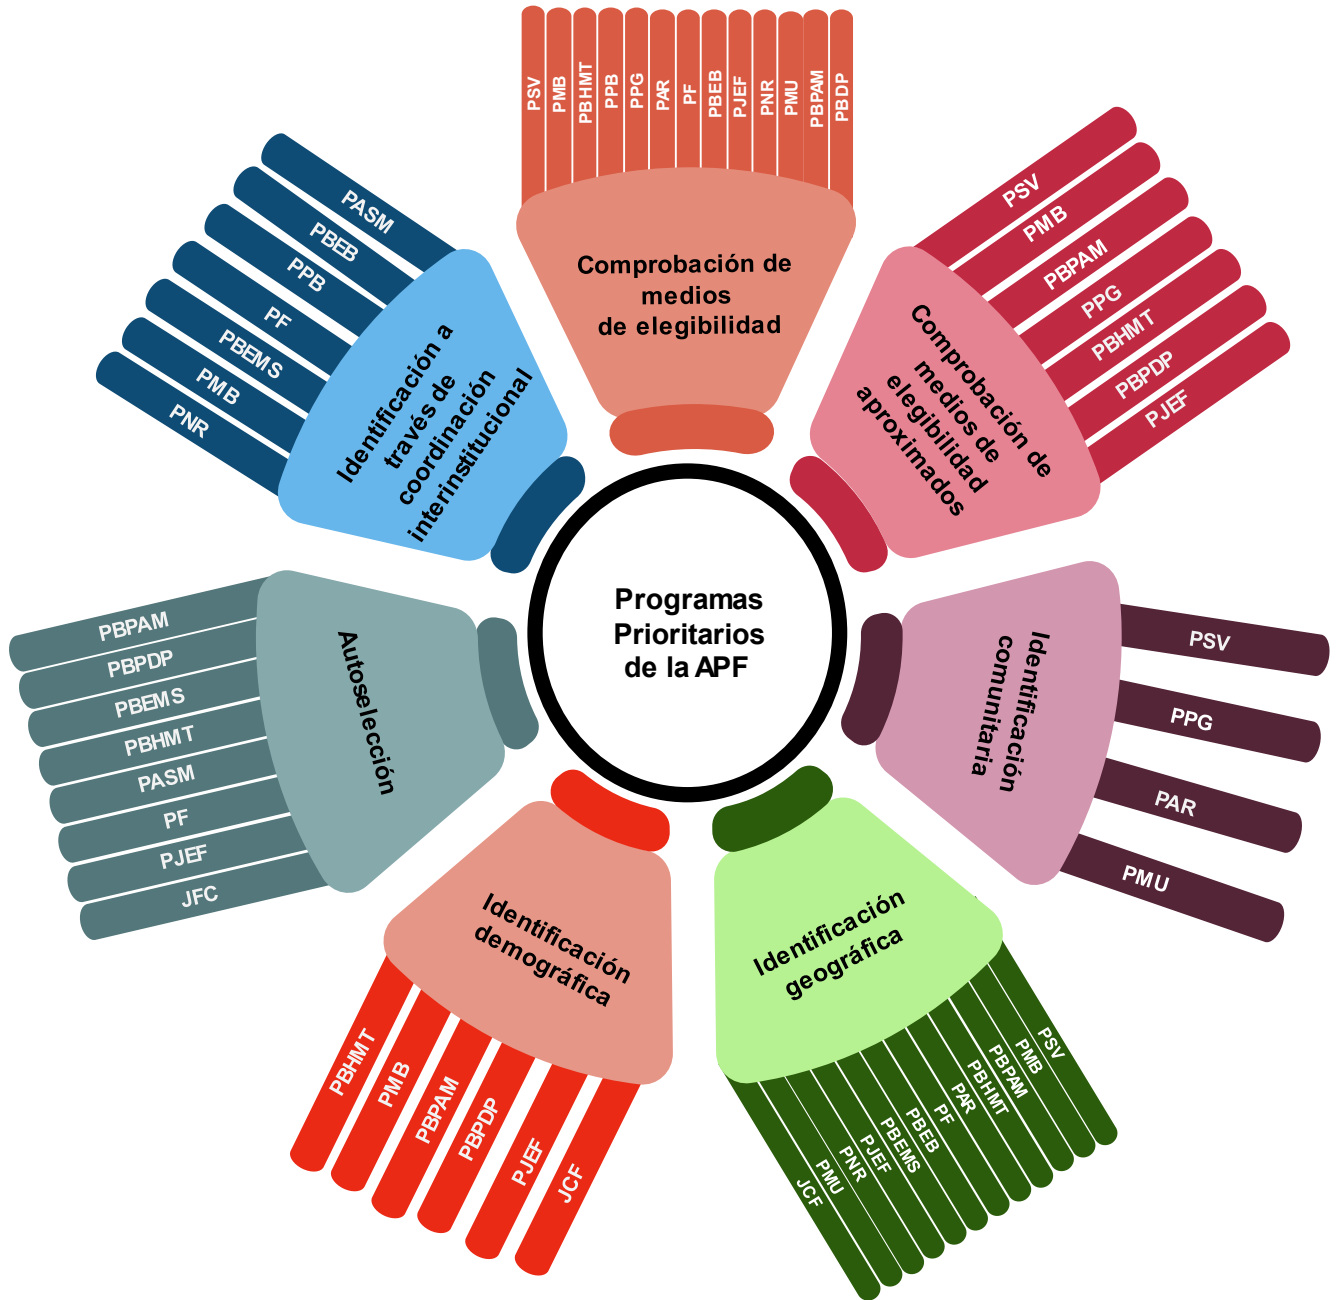 Programas
Prioritarios
de la APF
Comprobación de
medios
de elegibilidad
PSV
PMB
PBHMT
PPB
PPG
PAR
PF
PBEB
PJEF
PNR
PMU
PBPAM
PBDP
Comprobación de
medios de
elegibilidad
aproximados
PSV
PMB
PBPAM
PPG
PBHMT
PBPDP
PJEF
Identificación
comunitaria
PSV
PPG
PAR
PMU
Identificación
geográfica
PSV
PMB
PBPAM
PBHMT
PAR
PF
PBEB
PBEMS
PJEF
PNR
PMU
JCF
Identificación
demográfica
PBHMT
PMB
PBPAM
PBPDP
PJEF
JCF
Autoselección
PBPAM
PBPDP
PBEMS
PBHMT
PASM
PF
PJEF
JFC
Identificación a
través de
coordinación
interinstitucional
PASM
PBEB
PPB
PF
PBEMS
PMB
PNR